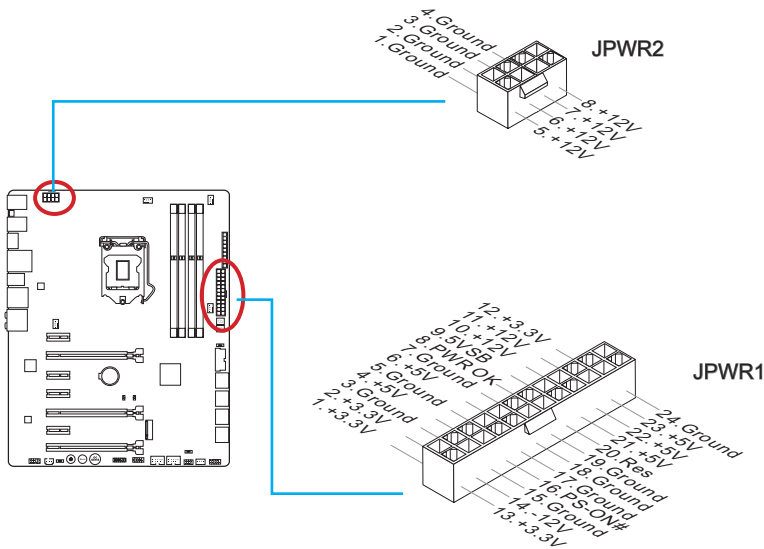 4.Ground
3.Ground
2.Ground
1.Ground
JPWR2
8.+12V
7.+12V
6.+12V
5.+12V
12.+3.3V
11.+12V
10.+12V
9.5VSB
8.PWR OK
7.Ground
6.+5V
5.Ground
4.+5V
3.Ground
2.+3.3V
1.+3.3V
JPWR1
24.Ground
23.+5V
22.+5V
21.+5V
20.Res
19.Ground
18.Ground
17.Ground
16.PS-ON#
15.Ground
14.-12V
13.+3.3V